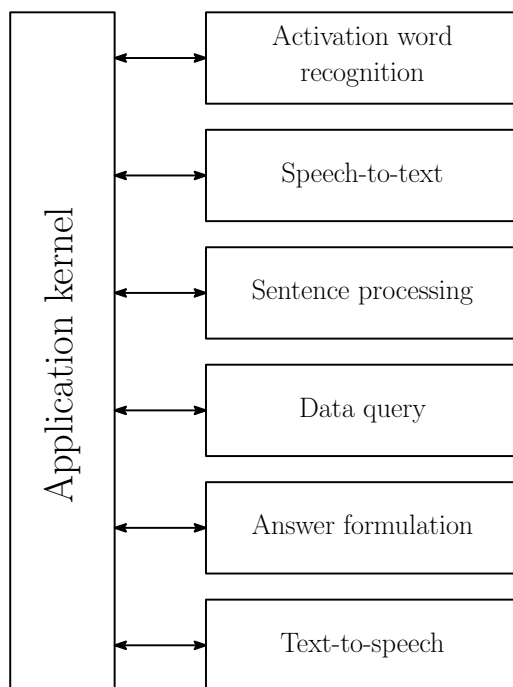 Application kernel
Activation word
recognition
Speech-to-text
Sentence processing
Data query
Answer formulation
Text-to-speech